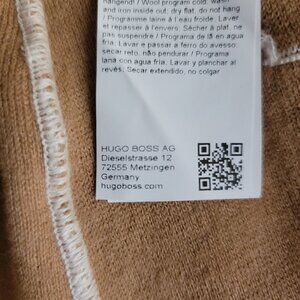 hängend!/ Wool program cold. Wash
and iron inside out; dry flat, do not hang
/ Programme laine à l'eau froide. Laver
et repasser à l'envers. Sécher à plat, ne
pas suspendre / Programa de lã em água
fria. Lavar e passar a ferro do avesso;
secar reto, não pendurar / Programa
lana con agua fría. Lavar y planchar al
revés; Secar extendido, no colgar
HUGO BOSS AG
Dieselstrasse 12
72555 Metzingen
Germany
hugoboss.com